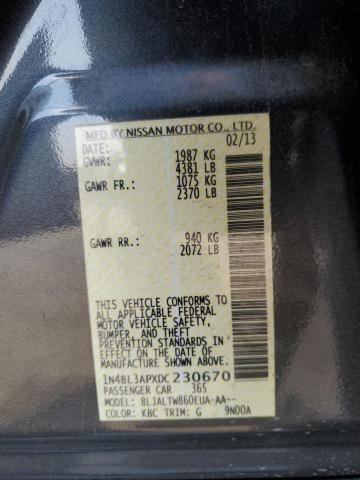 MFD BY NISSAN MOTOR CO., LTD.
DATE: 02/13
GVWR: 1987 KG
4381 LB
GAWR FR.: 1075 KG
2370 LB
GAWR RR.: 940 KG
2072 LB
THIS VEHICLE CONFORMS TO
ALL APPLICABLE FEDERAL
MOTOR VEHICLE SAFETY,
BUMPER, AND THEFT
PREVENTION STANDARDS IN
EFFECT ON THE DATE OF
MANUFACTURE SHOWN ABOVE
1N4BL3APXDC230670
PASSENGER CAR 365
MODEL: BLJALTW860EUA-AA--
COLOR: KBC TRIM: G 9N00A